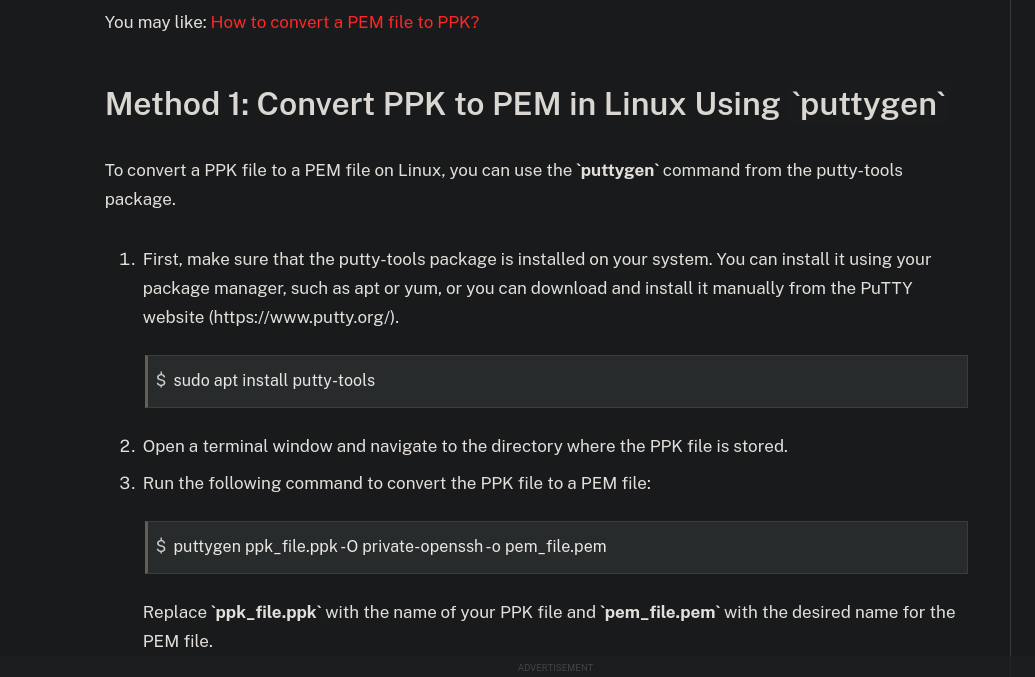 You may like: How to convert a PEM file to PPK?
Method 1: Convert PPK to PEM in Linux Using `puttygen`
To convert a PPK file to a PEM file on Linux, you can use the `puttygen` command from the putty-tools
package.
1. First, make sure that the putty-tools package is installed on your system. You can install it using your
package manager, such as apt or yum, or you can download and install it manually from the PuTTY
website (https://www.putty.org/).
$ sudo apt install putty-tools
2. Open a terminal window and navigate to the directory where the PPK file is stored.
3. Run the following command to convert the PPK file to a PEM file:
$ puttygen ppk_file.ppk -O private-openssh -o pem_file.pem
Replace `ppk_file.ppk` with the name of your PPK file and `pem_file.pem` with the desired name for the
PEM file.
ADVERTISEMENT